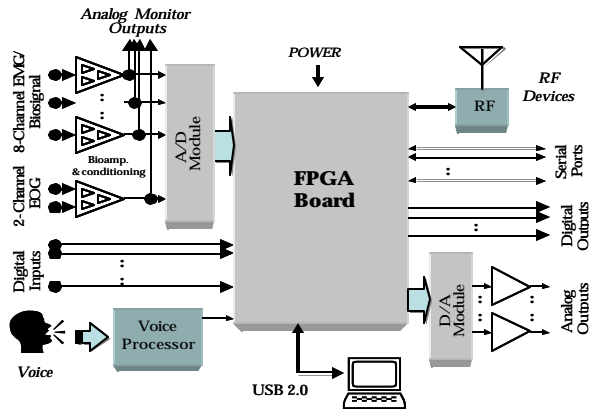 Analog Monitor
Outputs
8-Channel EMG/
Biosignal
Bioamp.
& conditioning
2-Channel
EOG
A/D
Module
POWER
FPGA
Board
RF
RF
Devices
Serial
Ports
Digital
Outputs
Digital
Inputs
D/A
Module
Analog
Outputs
Voice
Processor
Voice
USB 2.0